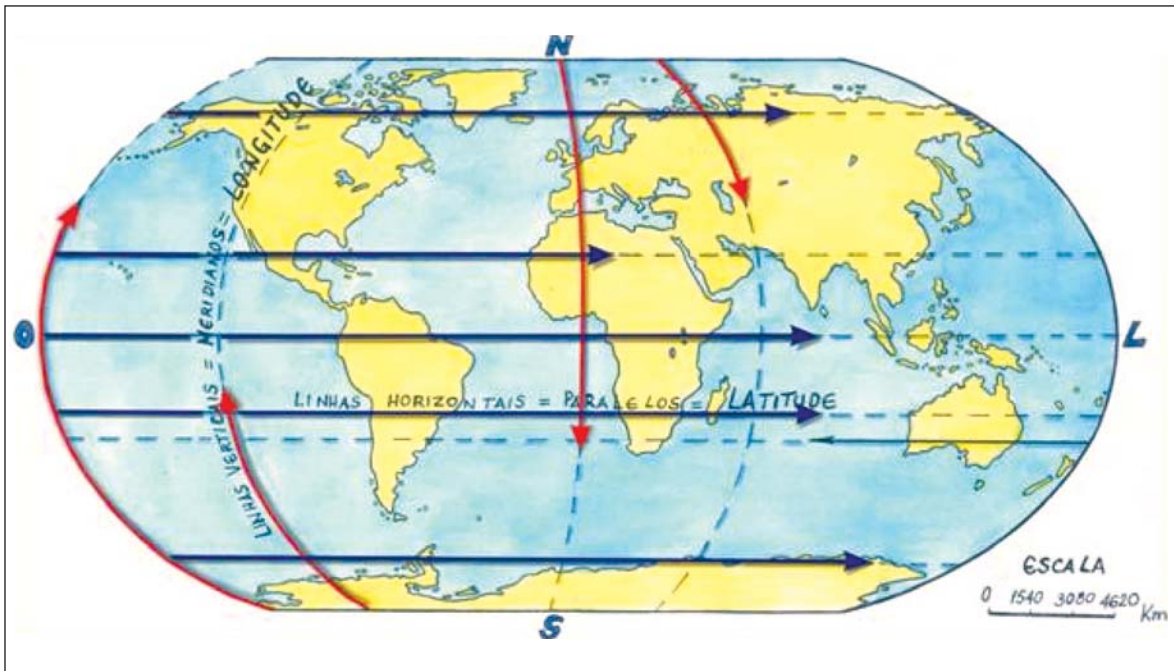 N
LINHAS VERTICAIS = MERIDIANOS = LONGITUDE
O
L
LINHAS HORIZONTAIS = PARALELOS = LATITUDE
ESCALA
0 1540 3080 4620 Km
S